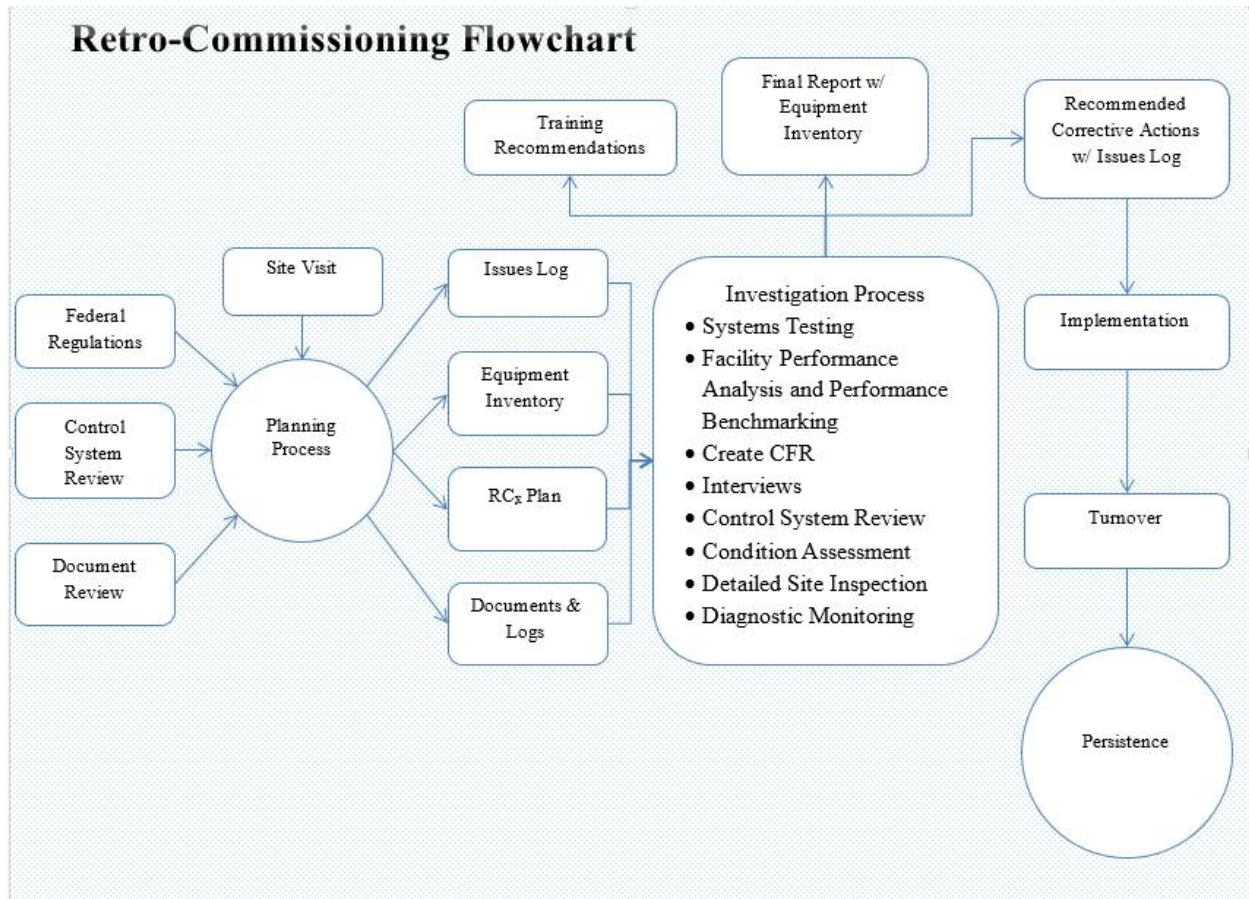 Retro-Commissioning Flowchart
Training
Recommendations
Final Report w/
Equipment
Inventory
Recommended
Corrective Actions
w/ Issues Log
Site Visit
Federal
Regulations
Control
System
Review
Document
Review
Planning
Process
Issues Log
Equipment
Inventory
RCx Plan
Documents &
Logs
Investigation Process
• Systems Testing
• Facility Performance
Analysis and Performance
Benchmarking
• Create CFR
• Interviews
• Control System Review
• Condition Assessment
• Detailed Site Inspection
• Diagnostic Monitoring
Implementation
Turnover
Persistence